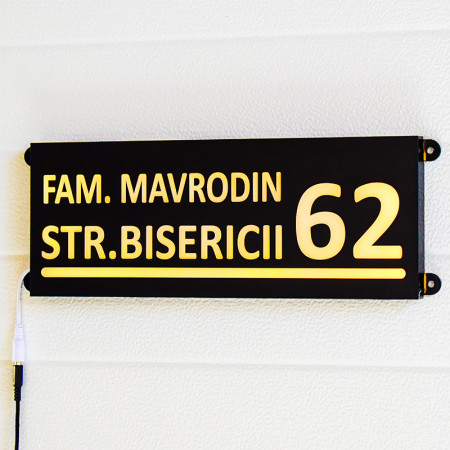 FAM. MAVRODIN
STR.BISERICII 62